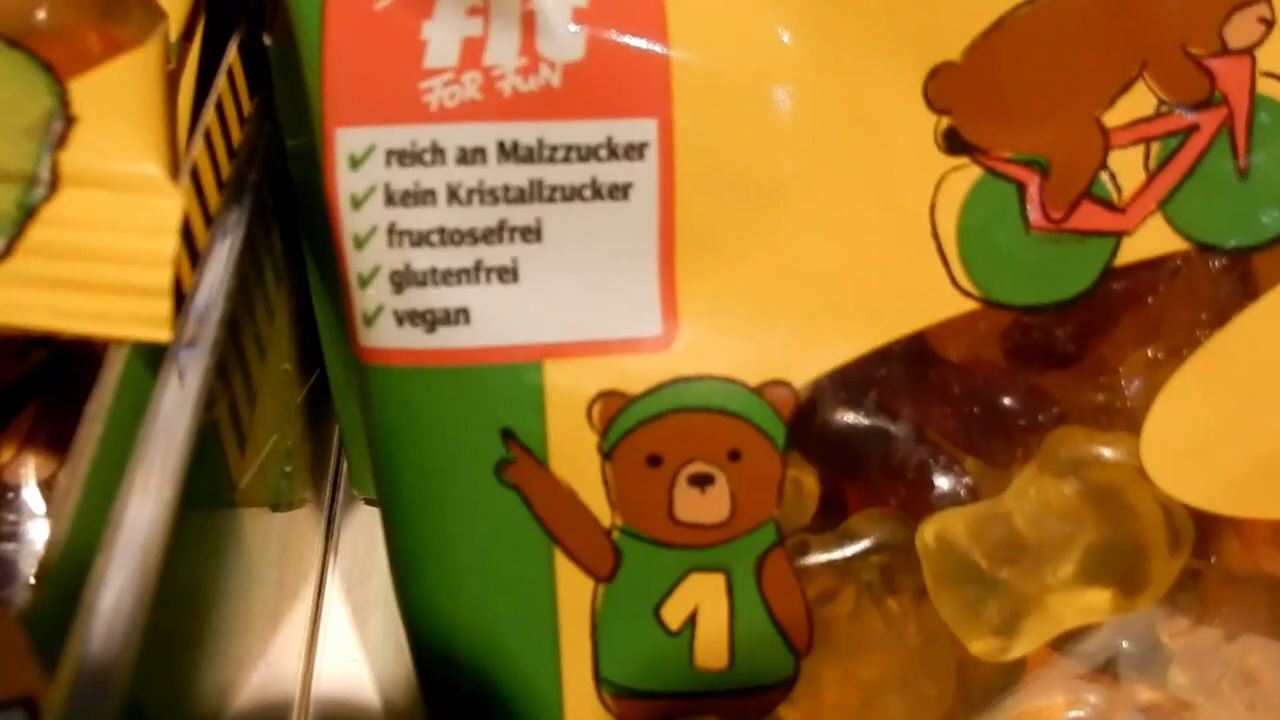 fit
FOR FUN
reich an Malzzucker
kein Kristallzucker
fructosefrei
glutenfrei
vegan
1